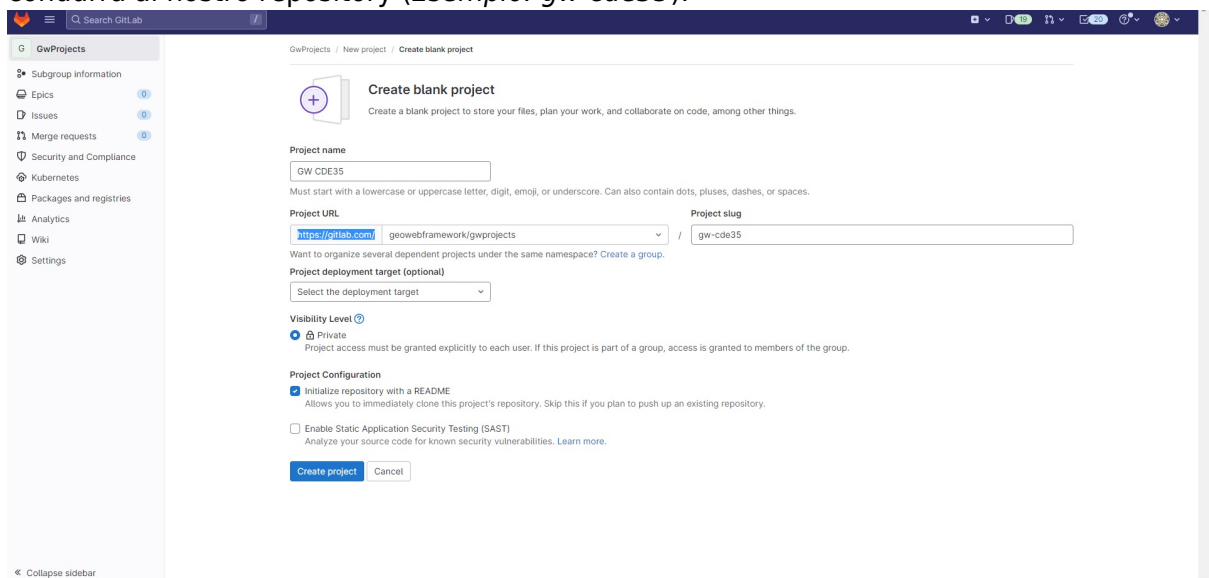 condurrà al nostro repository (Esempio: gw-cde35).
Search GitLab
/
19
20
G GwProjects
Subgroup information
Epics 0
Issues 0
Merge requests 0
Security and Compliance
Kubernetes
Packages and registries
Analytics
Wiki
Settings
Collapse sidebar
GwProjects / New project / Create blank project
Create blank project
Create a blank project to store your files, plan your work, and collaborate on code, among other things.
Project name
GW CDE35
Must start with a lowercase or uppercase letter, digit, emoji, or underscore. Can also contain dots, pluses, dashes, or spaces.
Project URL
Project slug
https://gitlab.com/ geowebframework/gwprojects / gw-cde35
Want to organize several dependent projects under the same namespace? Create a group.
Project deployment target (optional)
Select the deployment target
Visibility Level
Private
Project access must be granted explicitly to each user. If this project is part of a group, access is granted to members of the group.
Project Configuration
Initialize repository with a README
Allows you to immediately clone this project's repository. Skip this if you plan to push up an existing repository.
Enable Static Application Security Testing (SAST)
Analyze your source code for known security vulnerabilities. Learn more.
Create project Cancel